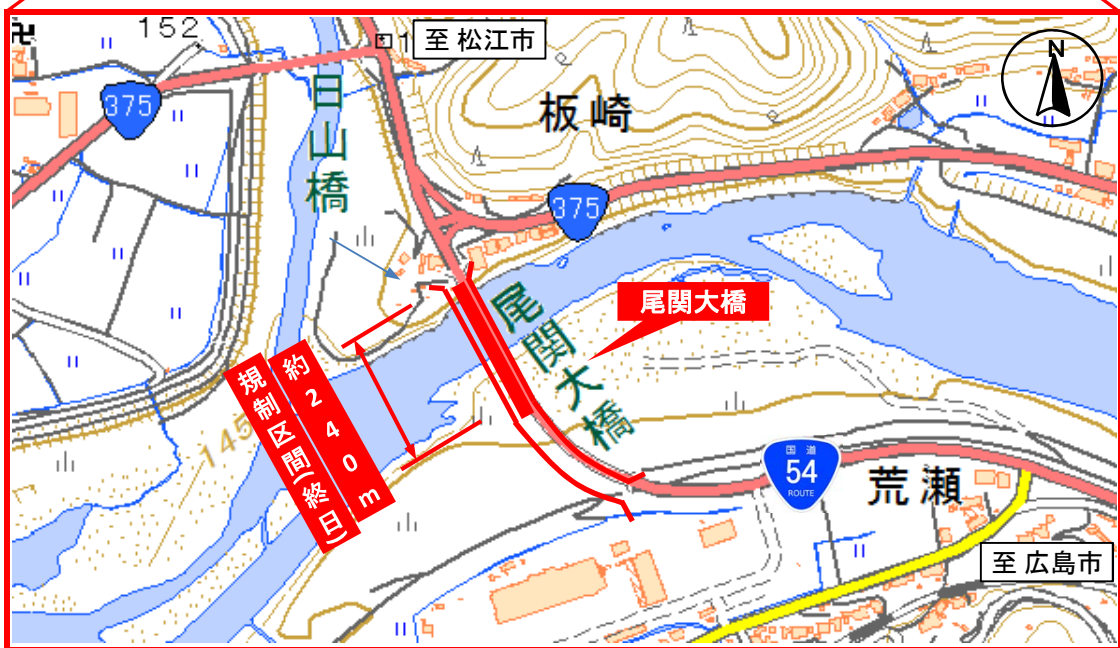 152
至 松江市
375
板崎
N
日山橋
375
尾関大橋
尾関大橋
規制区間(終日)
約240m
145
国道
54
ROUTE
荒瀬
至 広島市